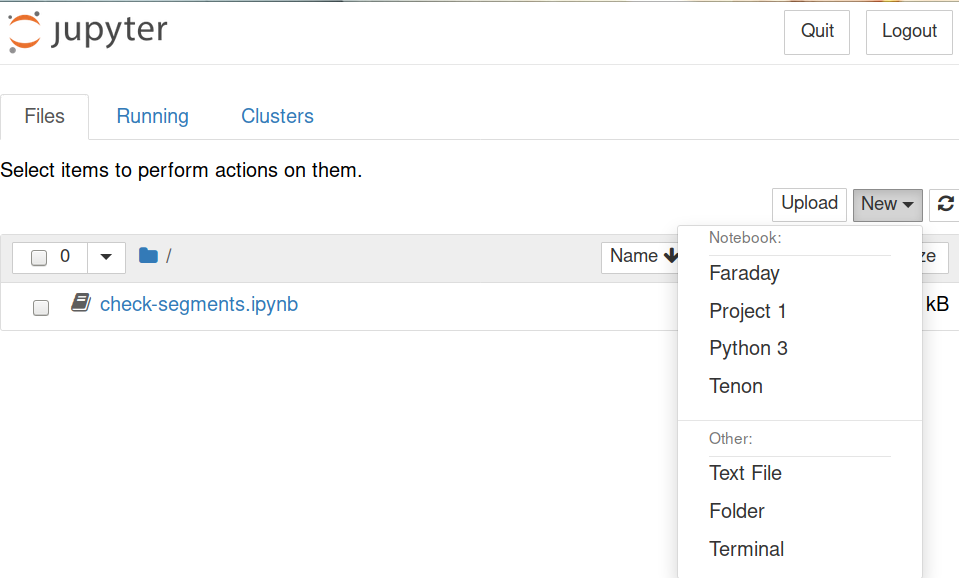 jupyter
Quit
Logout
Files
Running
Clusters
Select items to perform actions on them.
Upload
New
0
/
Name
ze
check-segments.ipynb
kB
Notebook:
Faraday
Project 1
Python 3
Tenon
Other:
Text File
Folder
Terminal